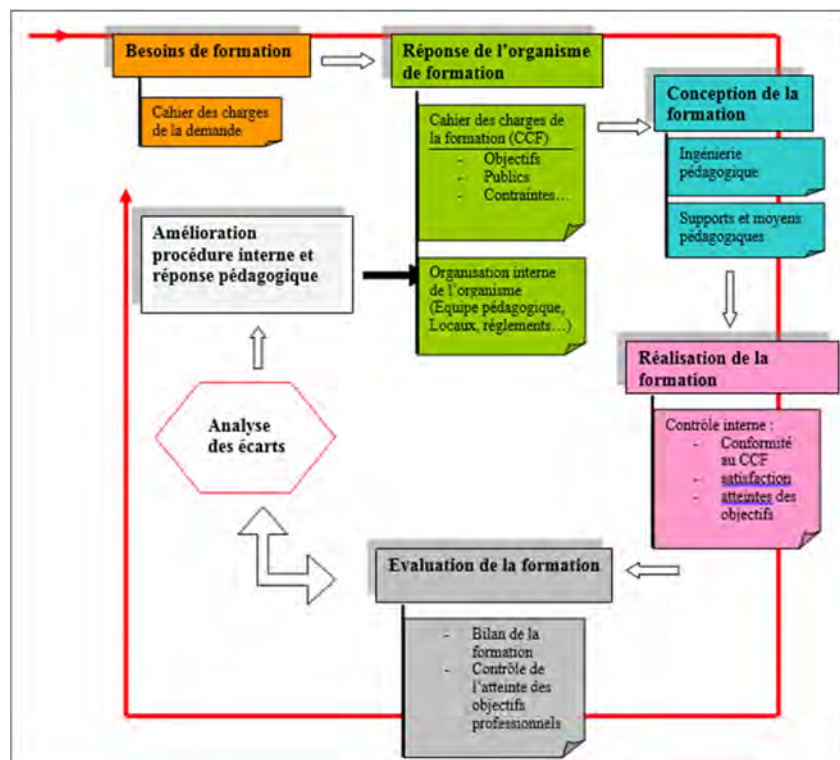 Besoins de formation
Cahier des charges
de la demande
Réponse de l'organisme
de formation
Cahier des charges de
la formation (CCF)
- Objectifs
- Publics
- Contraintes…
Organisation interne
de l'organisme
(Equipe pédagogique,
Locaux, réglements…)
Conception de la
formation
Ingénierie
pédagogique
Supports et moyens
pédagogiques
Réalisation de la
formation
Contrôle interne :
- Conformité
au CCF
- satisfaction
- atteintes des
objectifs
Evaluation de la formation
- Bilan de la
formation
- Contrôle de
l'atteinte des
objectifs
professionnels
Analyse
des écarts
Amélioration
procédure interne et
réponse pédagogique